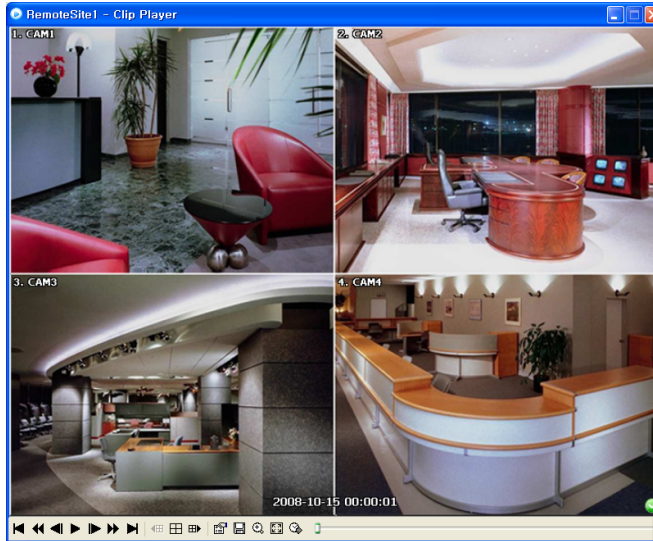 RemoteSite1 - Clip Player
1. CAM1
2. CAM2
3. CAM3
4. CAM4
2008-10-15 00:00:01